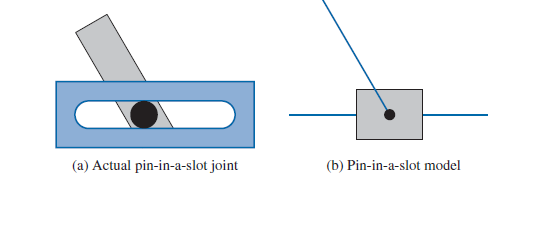 (a) Actual pin-in-a-slot joint
(b) Pin-in-a-slot model